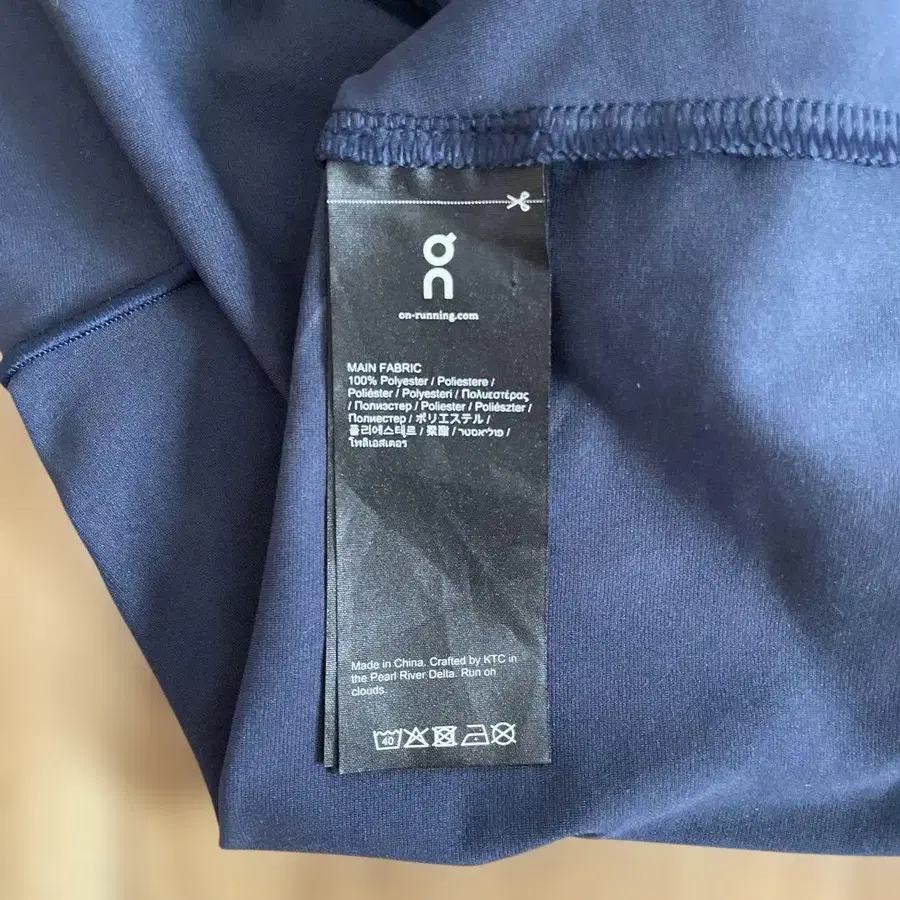 on
on-running.com
MAIN FABRIC
100% Polyester / Poliestere /
Poliéster / Polyesteri / Πολυεστέρας
/ Полиэстер / Poliester / Poliészter /
Полиестер / ポリエステル /
폴리에스테르 / 聚酯 / פוליאסטר /
โพลิเอสเตอร์
Made in China. Crafted by KTC in
the Pearl River Delta. Run on
clouds.
40